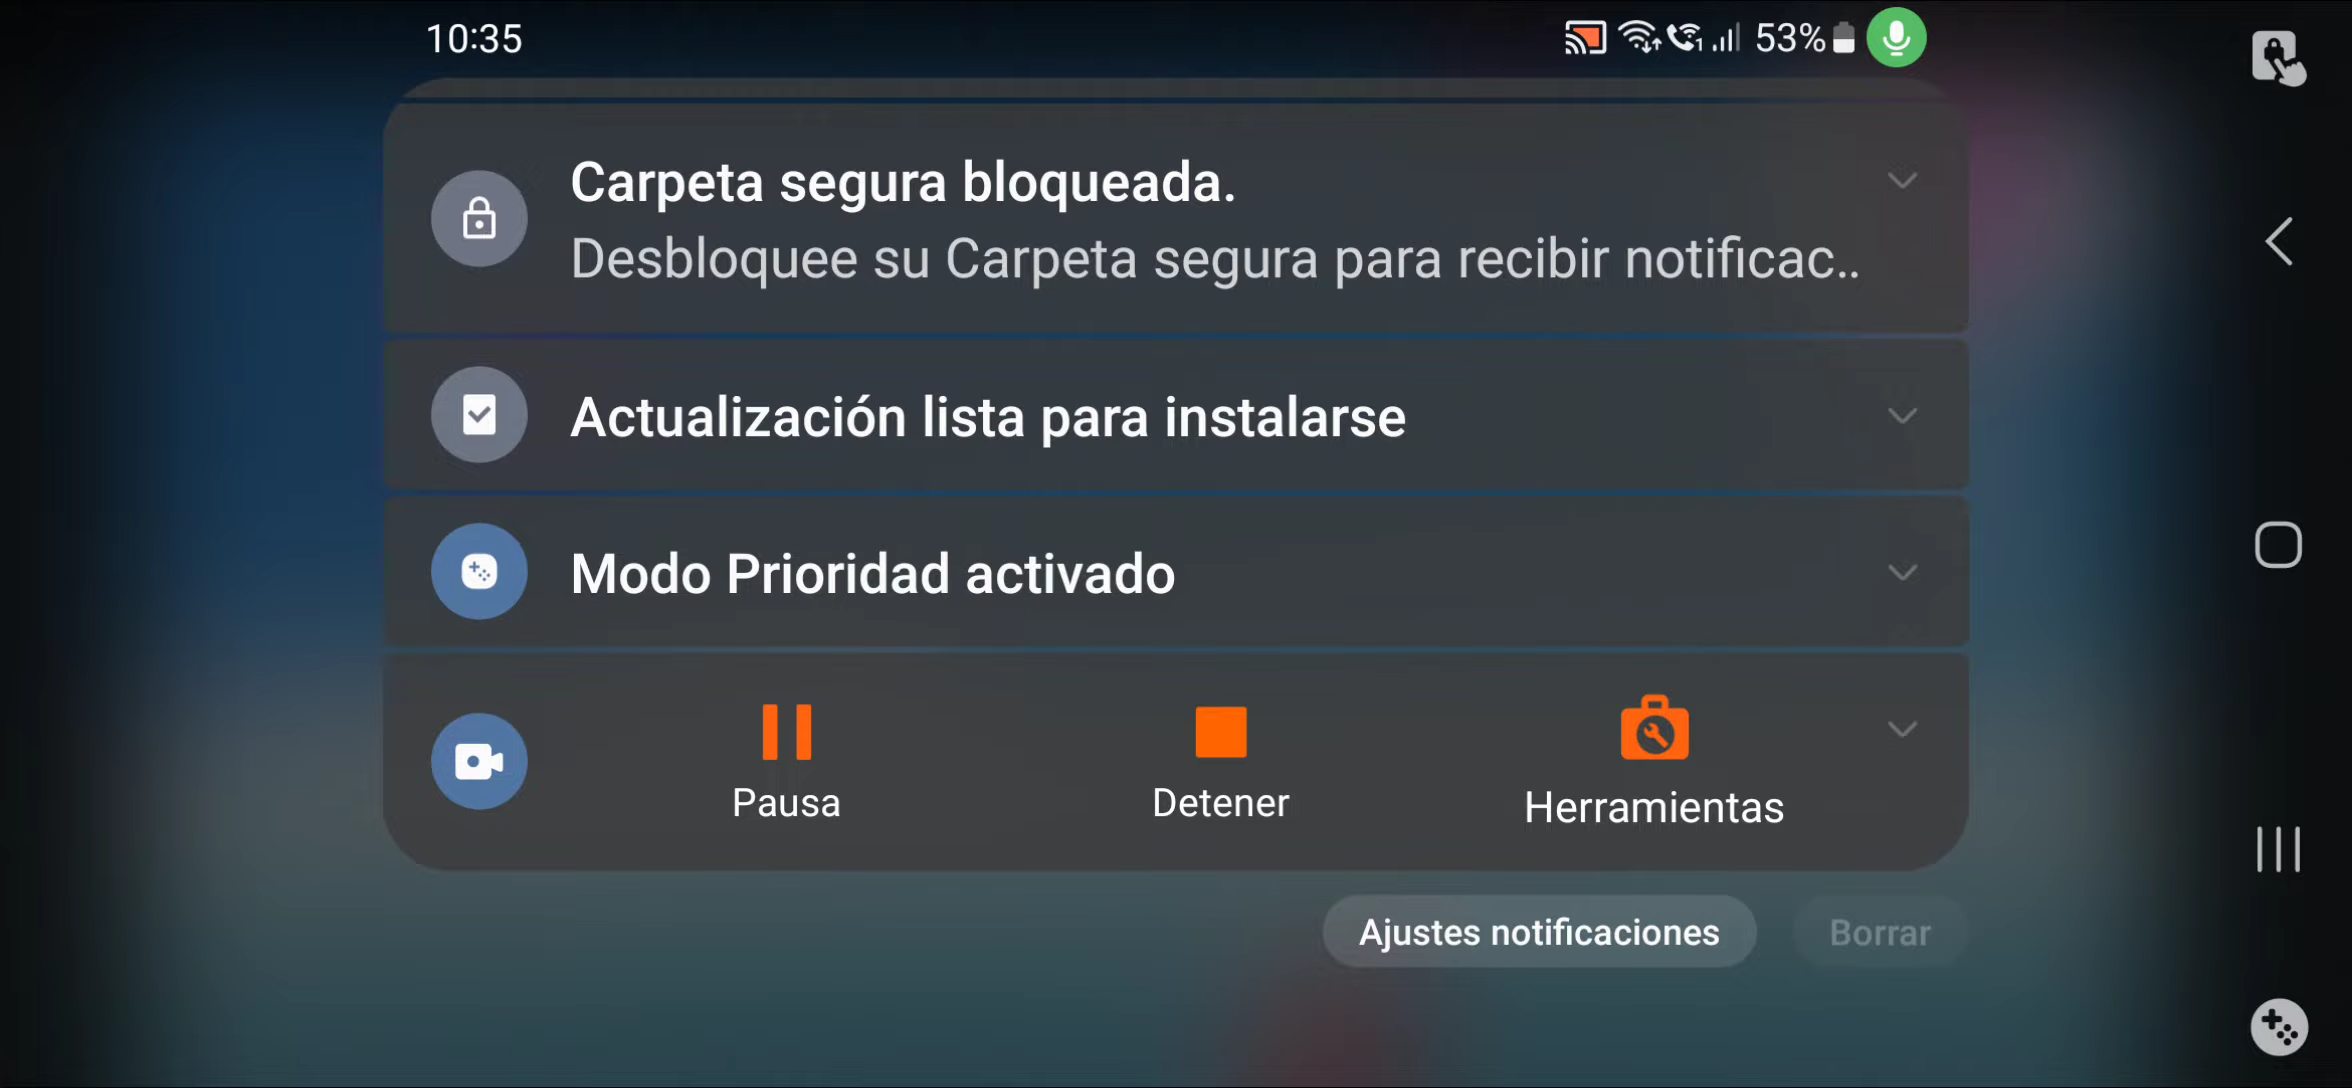 10:35
53%
Carpeta segura bloqueada.
Desbloquee su Carpeta segura para recibir notificac..
Actualización lista para instalarse
Modo Prioridad activado
Pausa
Detener
Herramientas
Ajustes notificaciones
Borrar